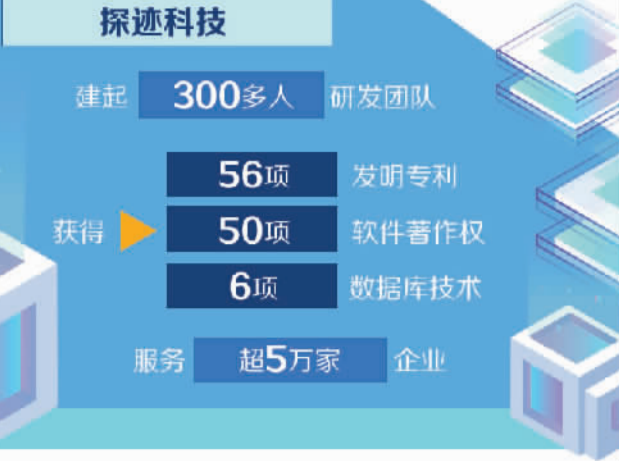 探迹科技
建起 300多人 研发团队
56项 发明专利
获得 50项 软件著作权
6项 数据库技术
服务 超5万家 企业